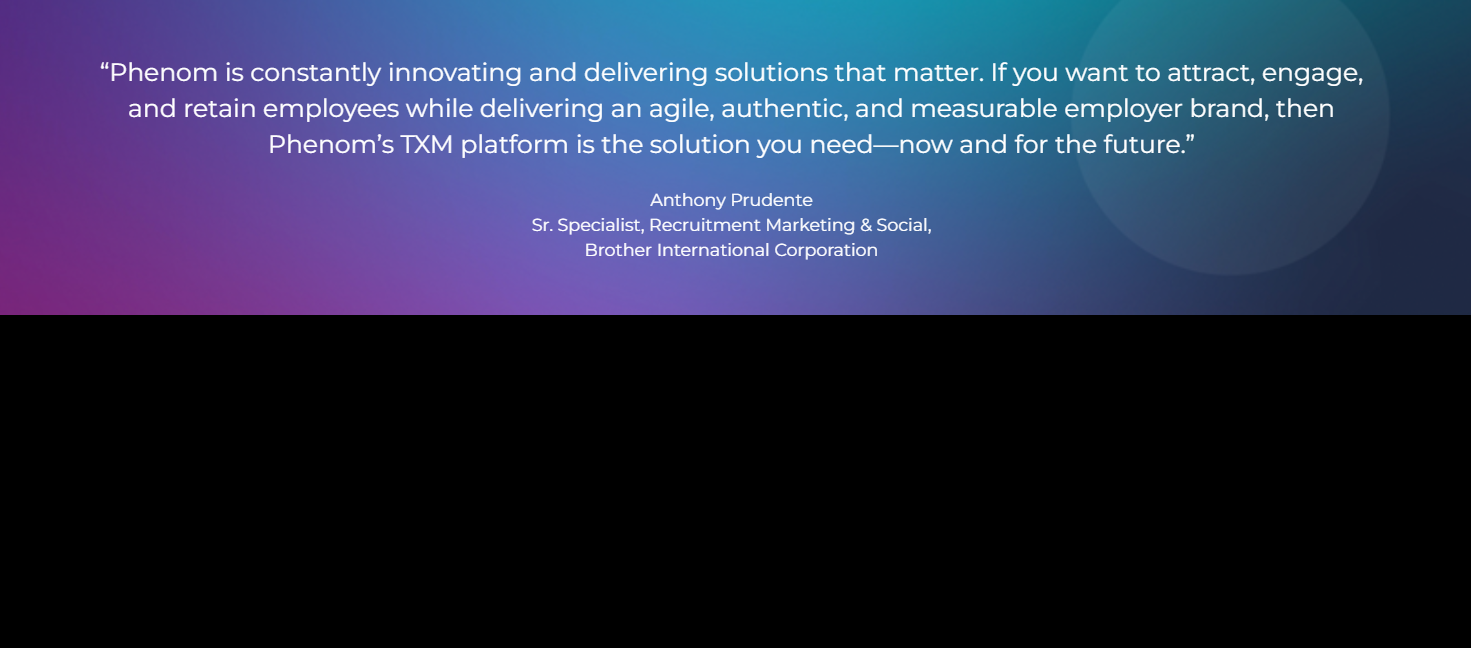 “Phenom is constantly innovating and delivering solutions that matter. If you want to attract, engage,
and retain employees while delivering an agile, authentic, and measurable employer brand, then
Phenom’s TXM platform is the solution you need—now and for the future.”
Anthony Prudente
Sr. Specialist, Recruitment Marketing & Social,
Brother International Corporation